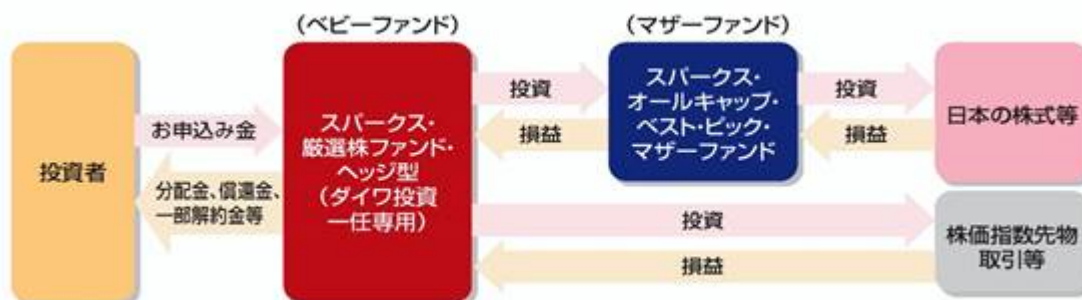 (ベビーファンド)
(マザーファンド)
投資者
お申込み金
分配金、償還金、
一部解約金等
スパークス・
厳選株ファンド・
ヘッジ型
(ダイワ投資
一任専用)
投資
損益
スパークス・
オールキャップ・
ベスト・ピック・
マザーファンド
投資
損益
日本の株式等
投資
損益
株価指数先物
取引等